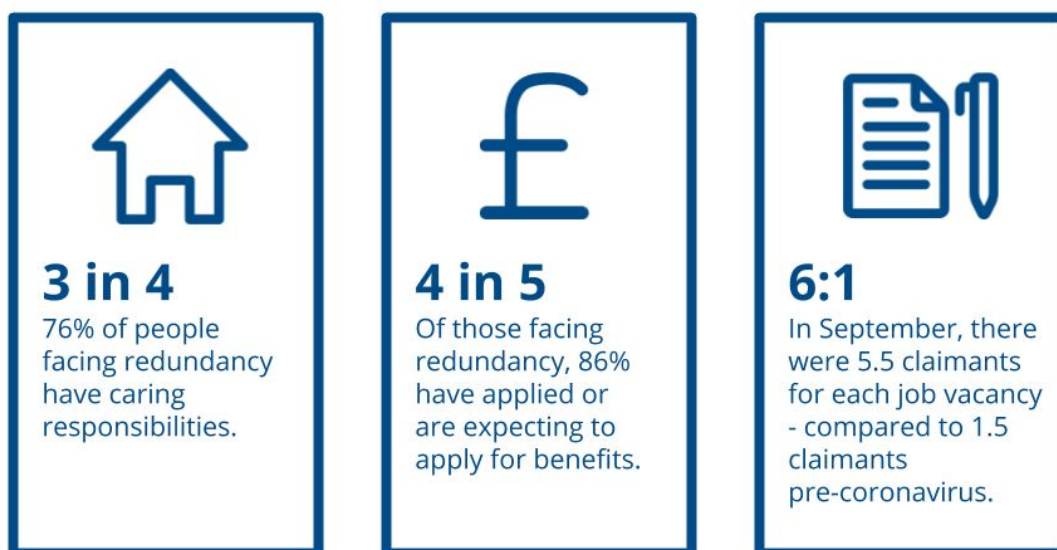 3 in 4
76% of people
facing redundancy
have caring
responsibilities.
4 in 5
Of those facing
redundancy, 86%
have applied or
are expecting to
apply for benefits.
6:1
In September, there
were 5.5 claimants
for each job vacancy
- compared to 1.5
claimants
pre-coronavirus.